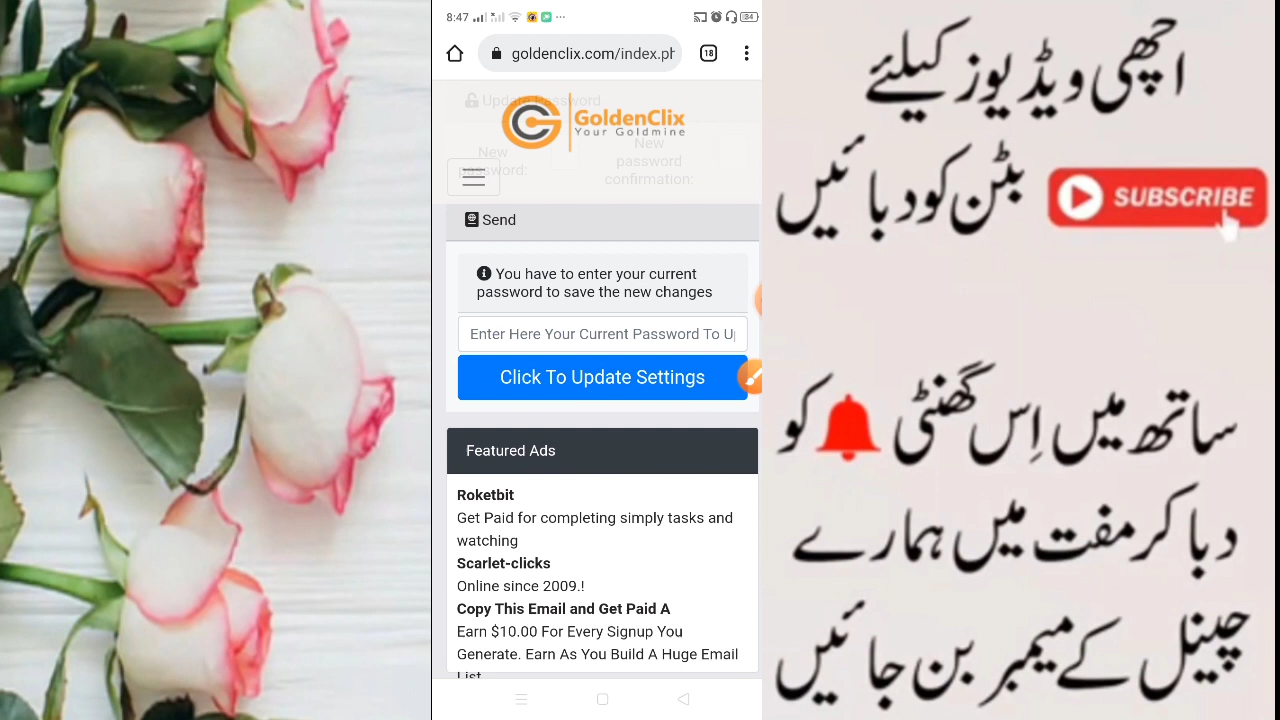 8:47
34
goldenclix.com/index.ph
18
Update Password
GoldenClix
Your Goldmine
New
password:
New
password
confirmation:
Send
You have to enter your current
password to save the new changes
Enter Here Your Current Password To U
Click To Update Settings
Featured Ads
Roketbit
Get Paid for completing simply tasks and
watching
Scarlet-clicks
Online since 2009.!
Copy This Email and Get Paid A
Earn $10.00 For Every Signup You
Generate. Earn As You Build A Huge Email
List
اچھی ویڈیوز کیلئے
بٹن کو دبائیں SUBSCRIBE
ساتھ میں اِس گھنٹی کو
دبا کر مفت میں ہمارے
چینل کے میمبر بن جائیں